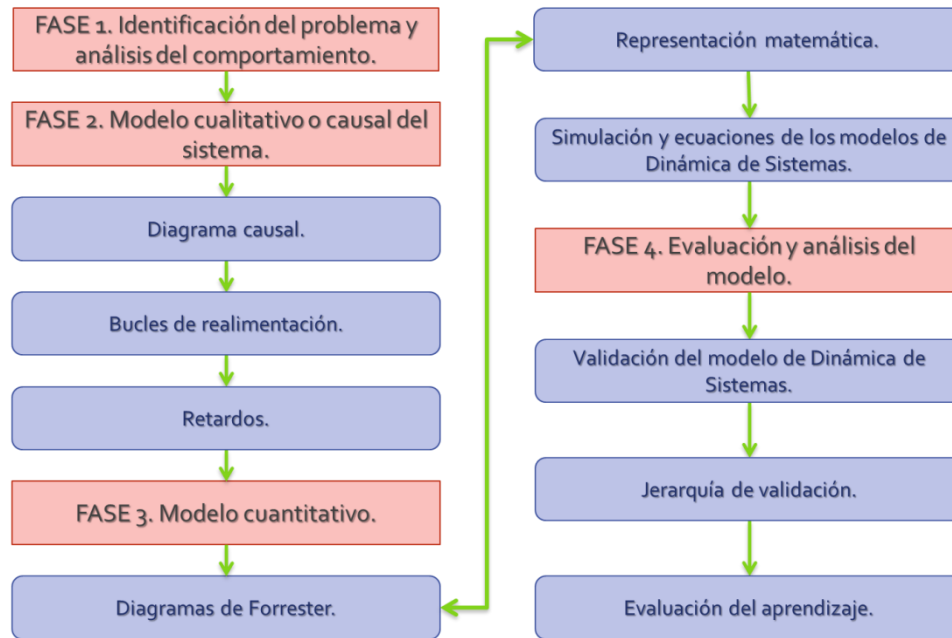 FASE 1. Identificación del problema y
análisis del comportamiento.
FASE 2. Modelo cualitativo o causal del
sistema.
Diagrama causal.
Bucles de realimentación.
Retardos.
FASE 3. Modelo cuantitativo.
Diagramas de Forrester.
Representación matemática.
Simulación y ecuaciones de los modelos de
Dinámica de Sistemas.
FASE 4. Evaluación y análisis del
modelo.
Validación del modelo de Dinámica de
Sistemas.
Jerarquía de validación.
Evaluación del aprendizaje.